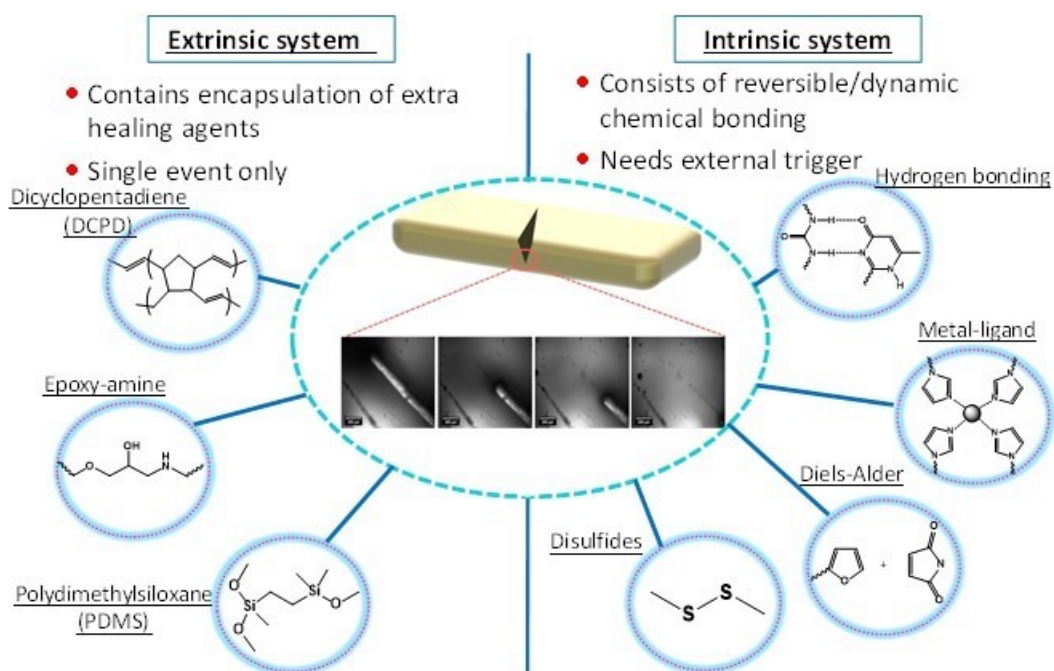 Extrinsic system
Contains encapsulation of extra
healing agents
Single event only
Dicyclopentadiene
(DCPD)
Epoxy-amine
OH
O
N
H
Polydimethylsiloxane
(PDMS)
O
Si
O
Si
O
Intrinsic system
Consists of reversible/dynamic
chemical bonding
Needs external trigger
Hydrogen bonding
N-H
O
O
N-H
N
N
H
Metal-ligand
N
N
N
N
N
N
N
N
Diels-Alder
O
+
O
N
O
Disulfides
S
S